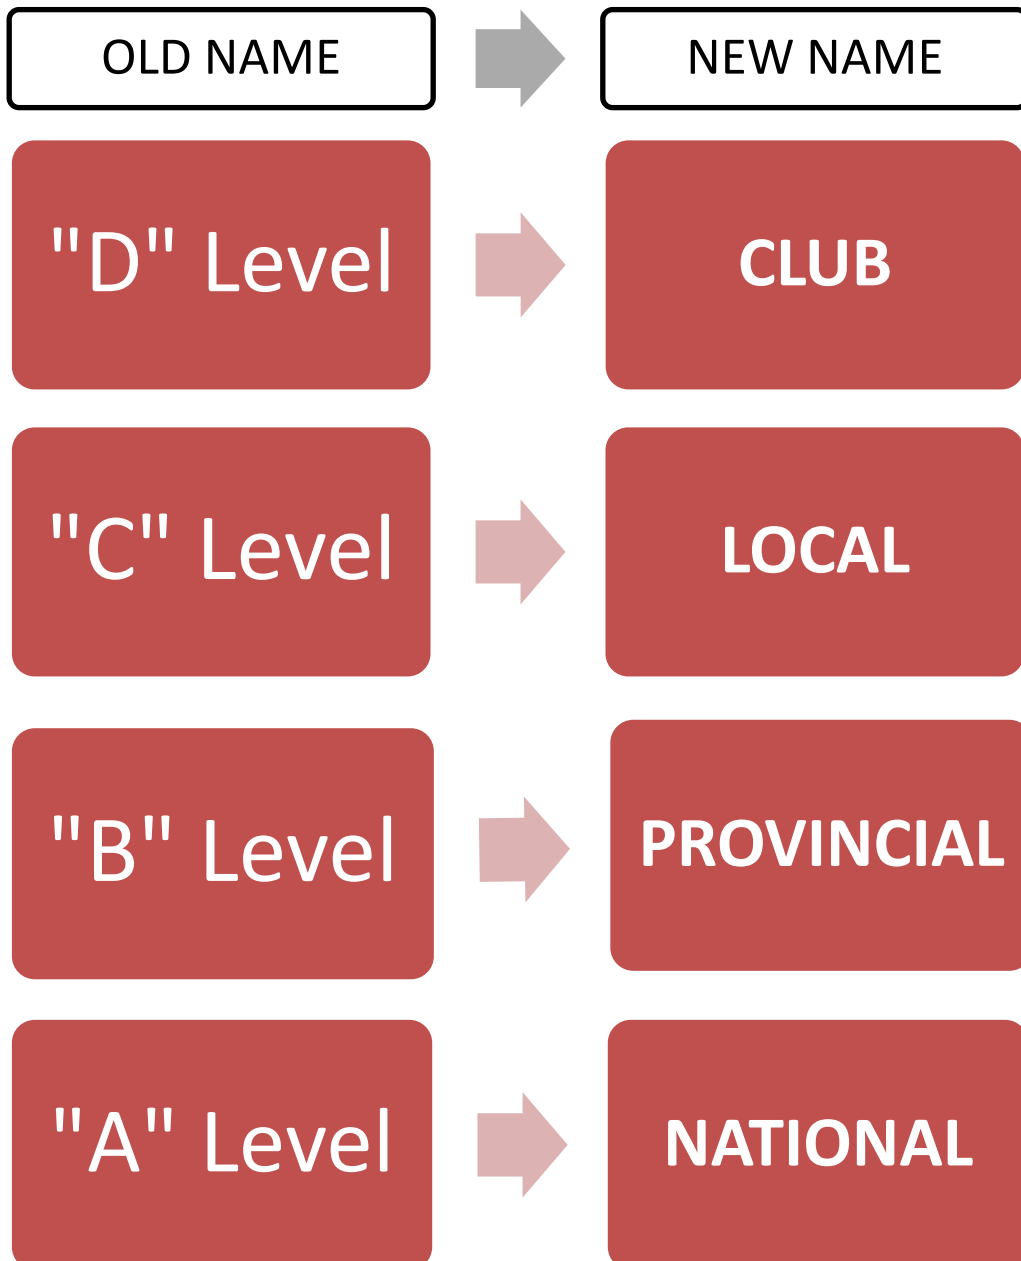 OLD NAME
NEW NAME
"D" Level
CLUB
"C" Level
LOCAL
"B" Level
PROVINCIAL
"A" Level
NATIONAL